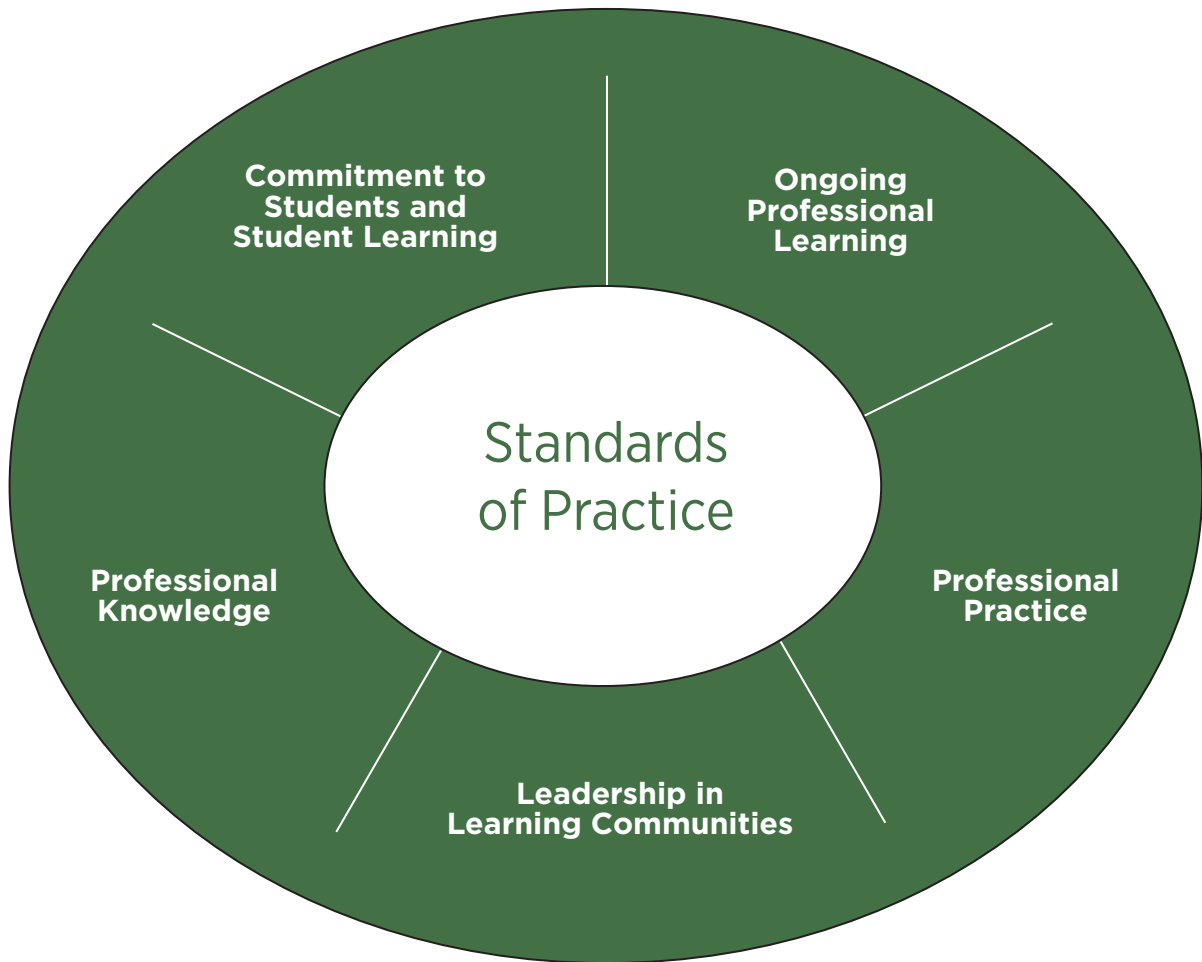 Commitment to
Students and
Student Learning
Ongoing
Professional
Learning
Standards
of Practice
Professional
Knowledge
Professional
Practice
Leadership in
Learning Communities